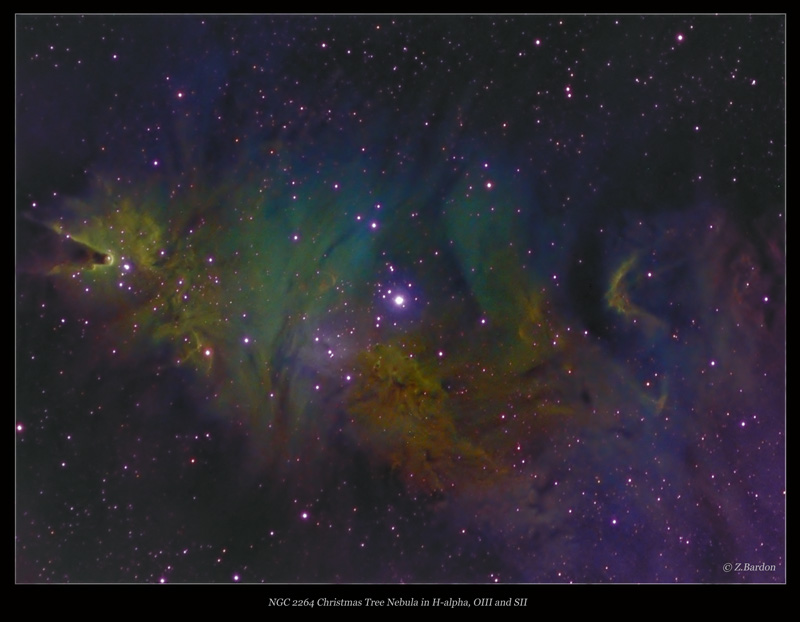 © Z.Bardon
NGC 2264 Christmas Tree Nebula in H-alpha, OIII and SII